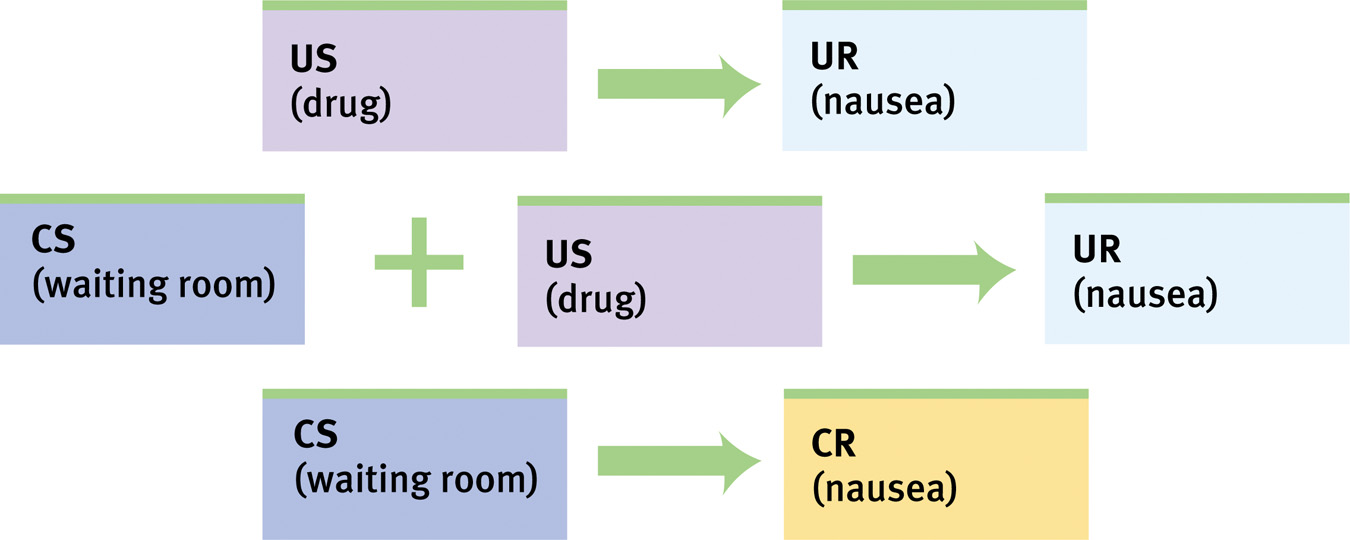 US
(drug)
UR
(nausea)
CS
(waiting room)
US
(drug)
UR
(nausea)
CS
(waiting room)
CR
(nausea)